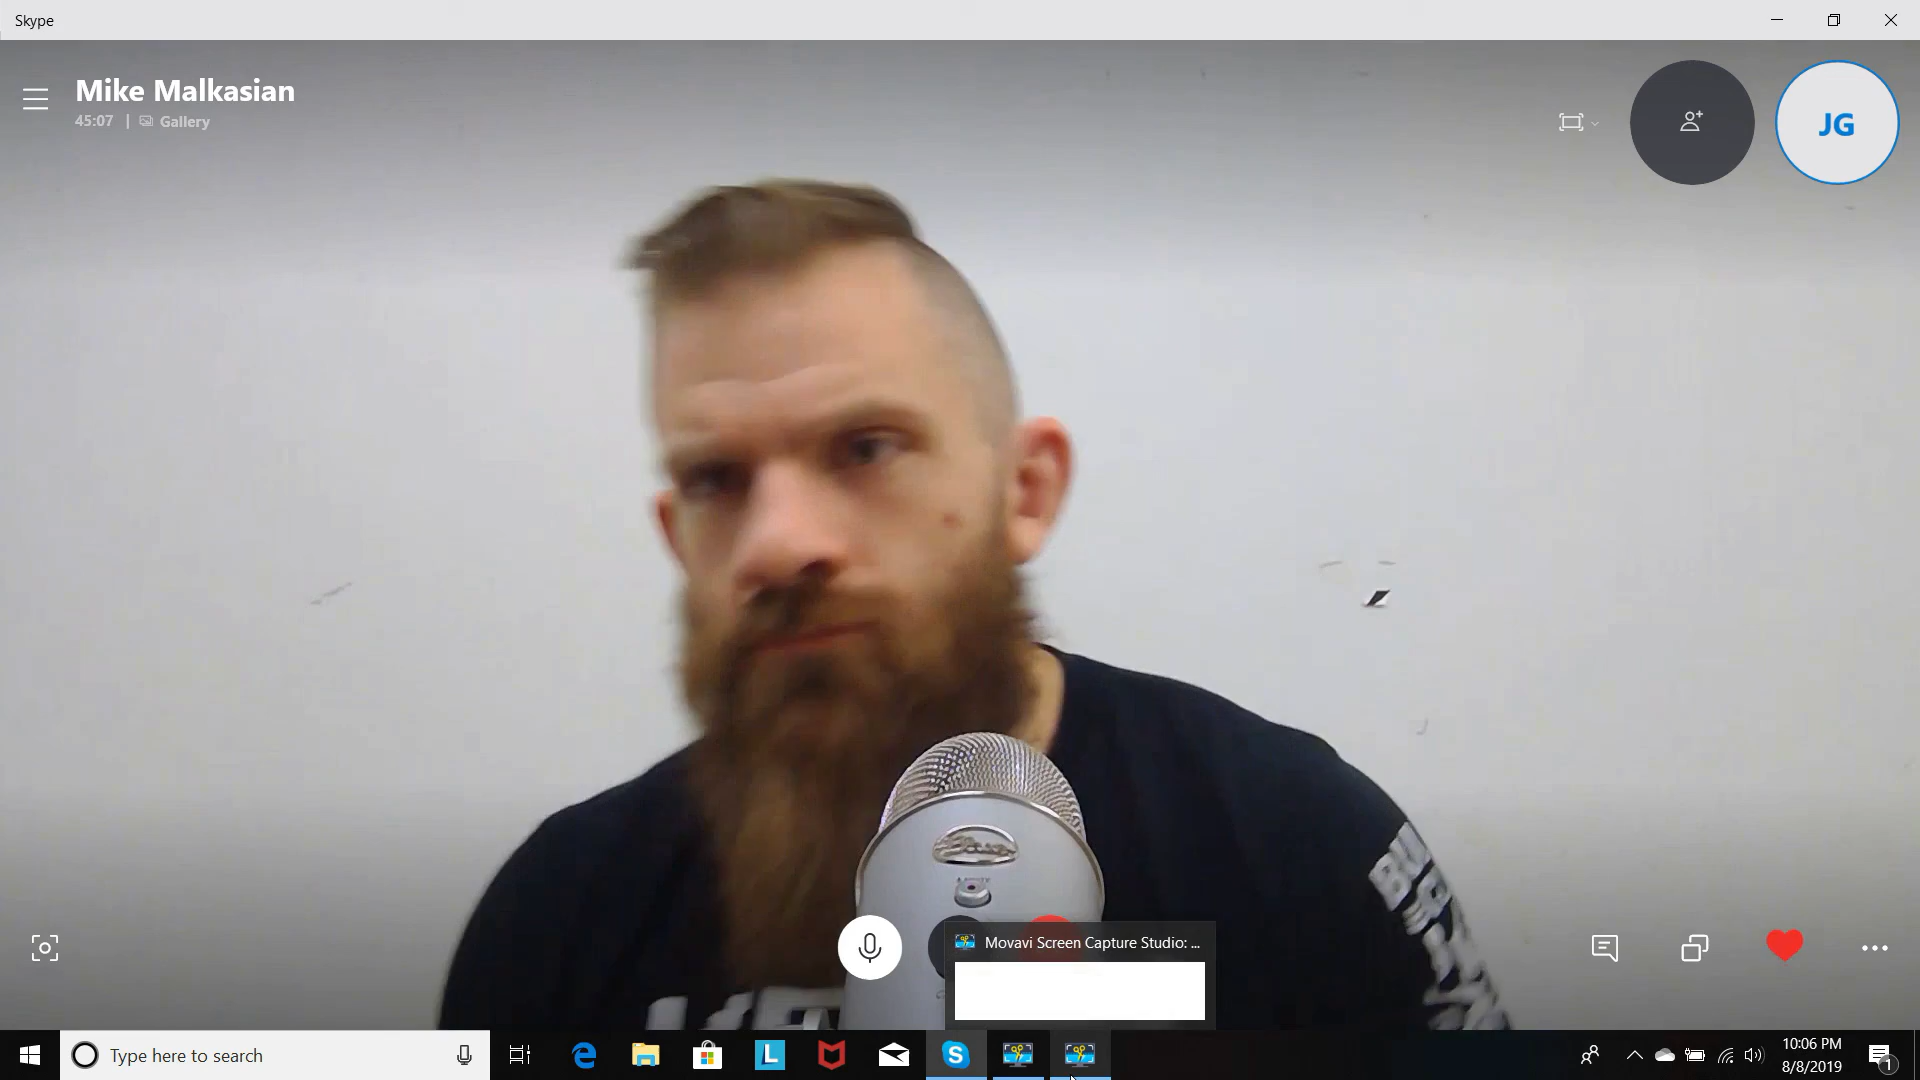 Skype
Mike Malkasian
45:07 | Gallery
JG
Movavi Screen Capture Studio: ...
Type here to search
10:06 PM
8/8/2019
1